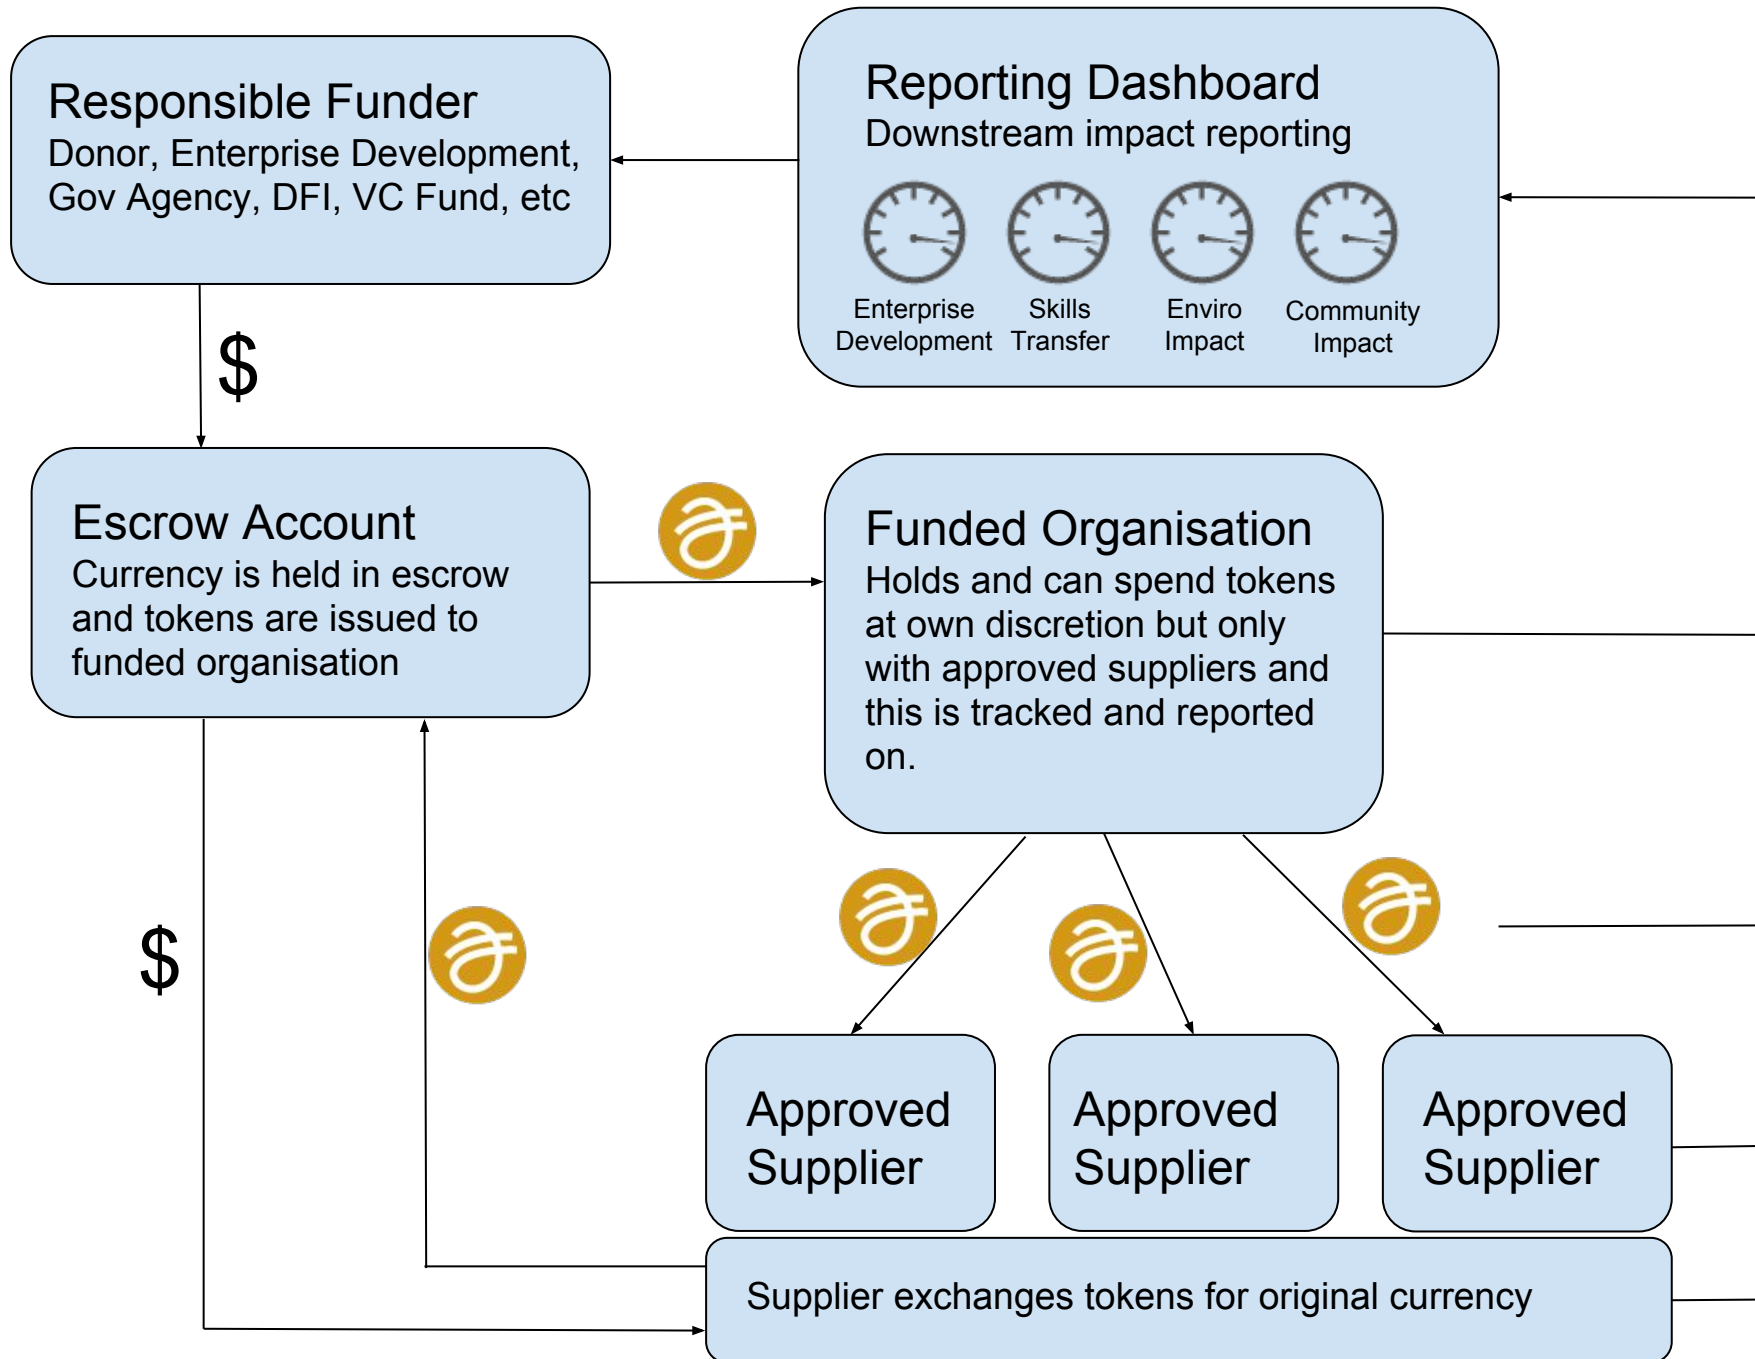 Responsible Funder
Donor, Enterprise Development,
Gov Agency, DFI, VC Fund, etc
Reporting Dashboard
Downstream impact reporting
Enterprise
Development
Skills
Transfer
Enviro
Impact
Community
Impact
$
Escrow Account
Currency is held in escrow
and tokens are issued to
funded organisation
Funded Organisation
Holds and can spend tokens
at own discretion but only
with approved suppliers and
this is tracked and reported
on.
$
Approved
Supplier
Approved
Supplier
Approved
Supplier
Supplier exchanges tokens for original currency